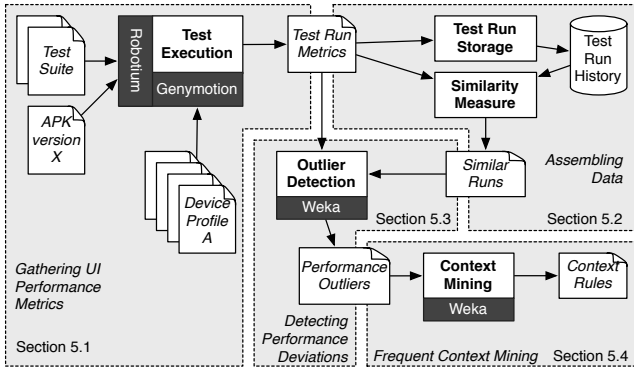 Test
Suite
APK
version
X
Robotium
Test
Execution
Genymotion
Device
Profile
A
Gathering UI
Performance
Metrics
Section 5.1
Test Run
Metrics
Test Run
Storage
Test
Run
History
Similarity
Measure
Similar
Runs
Assembling
Data
Section 5.2
Outlier
Detection
Weka
Section 5.3
Performance
Outliers
Detecting
Performance
Deviations
Context
Mining
Weka
Context
Rules
Frequent Context Mining
Section 5.4